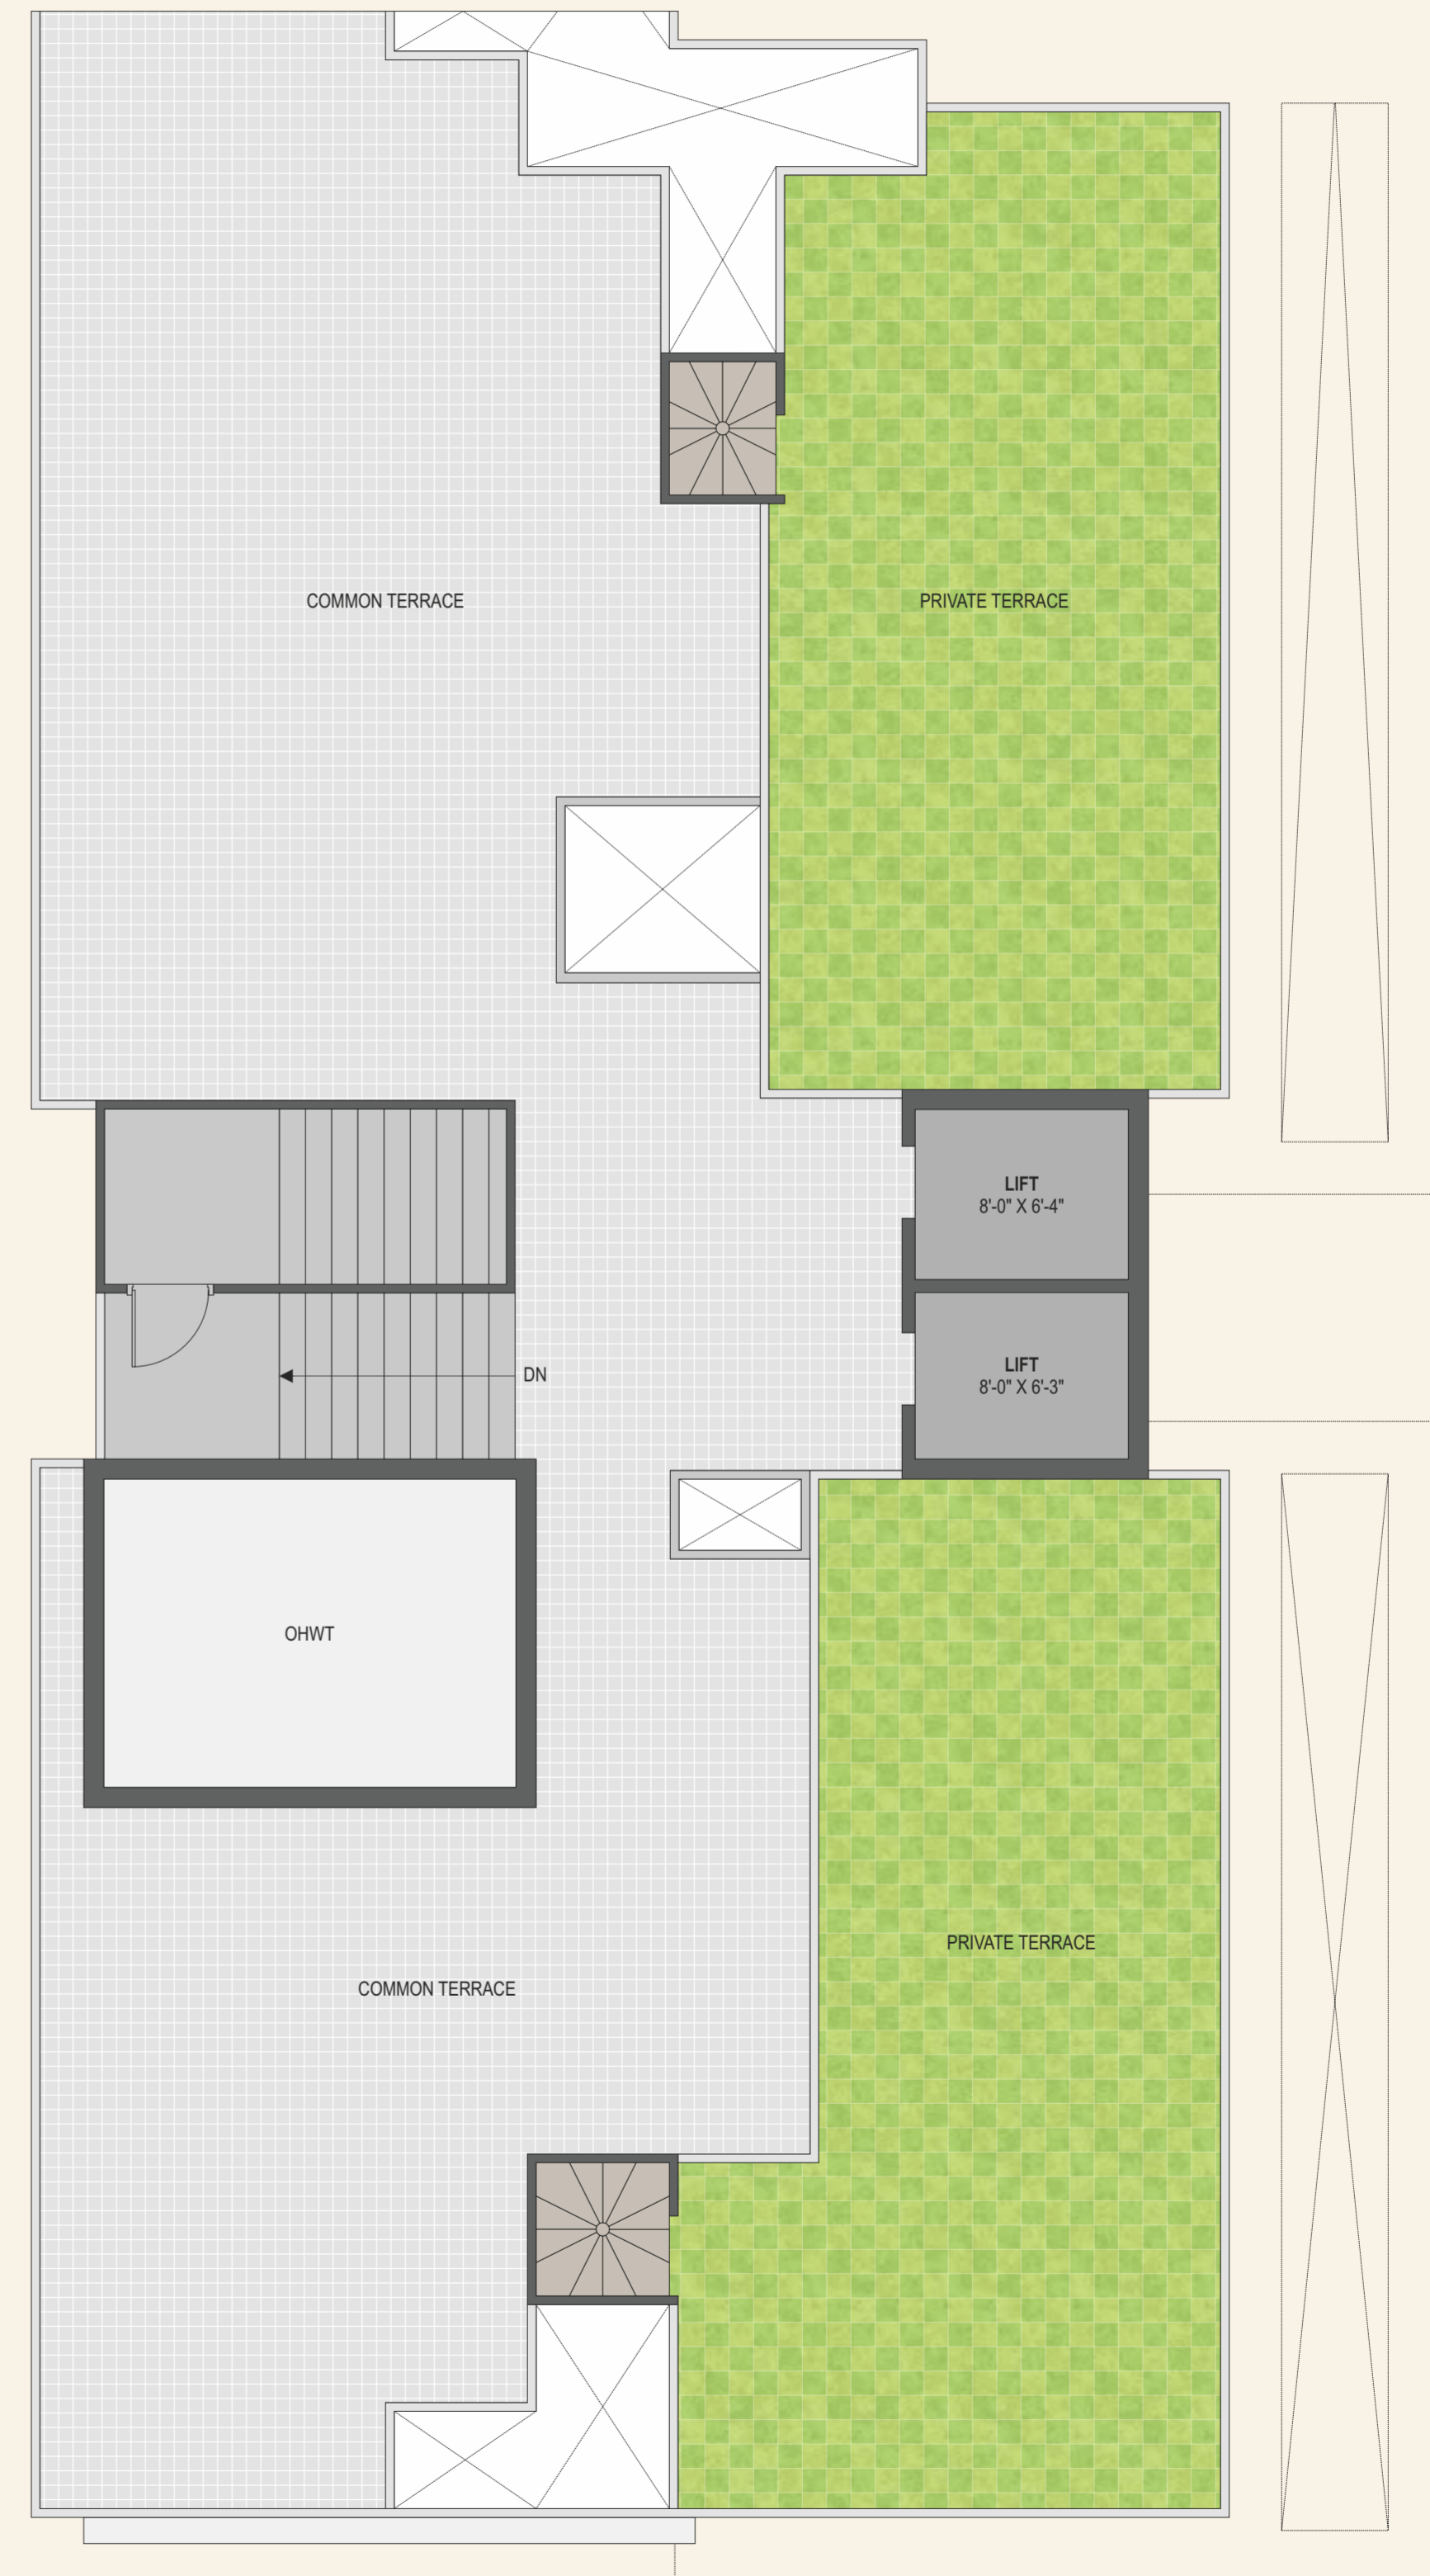 COMMON TERRACE
PRIVATE TERRACE
LIFT
8'-0" X 6'-4"
LIFT
8'-0" X 6'-3"
DN
OHWT
PRIVATE TERRACE
COMMON TERRACE